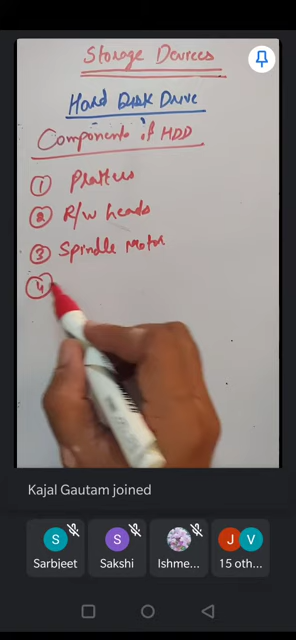 Storage Devices
Hard Disk Drive
Components of HDD
① Platters
② R/w heads
③ Spindle Motor
④
Kajal Gautam joined
S
S
J V
Sarbjeet
Sakshi
Ishme...
15 oth...